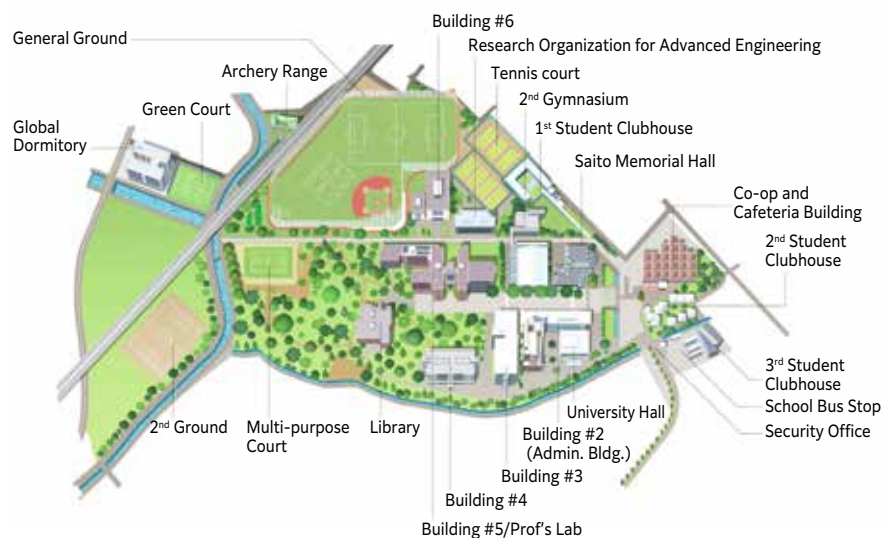 Building #6
General Ground
Research Organization for Advanced Engineering
Archery Range
Tennis court
Green Court
2nd Gymnasium
Global
Dormitory
1st Student Clubhouse
Saito Memorial Hall
Co-op and
Cafeteria Building
2nd Student
Clubhouse
3rd Student
Clubhouse
School Bus Stop
Security Office
2nd Ground
Multi-purpose
Court
Library
University Hall
Building #2
(Admin. Bldg.)
Building #3
Building #4
Building #5/Prof's Lab